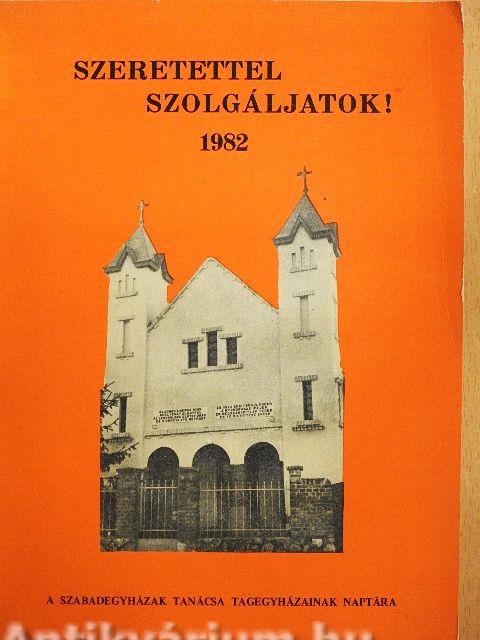 SZERETETTEL
SZOLGÁLJATOK!
1982
A SZABADEGYHÁZAK TANÁCSA TAGEGYHÁZAINAK NAPTÁRA
Antikvárium.hu